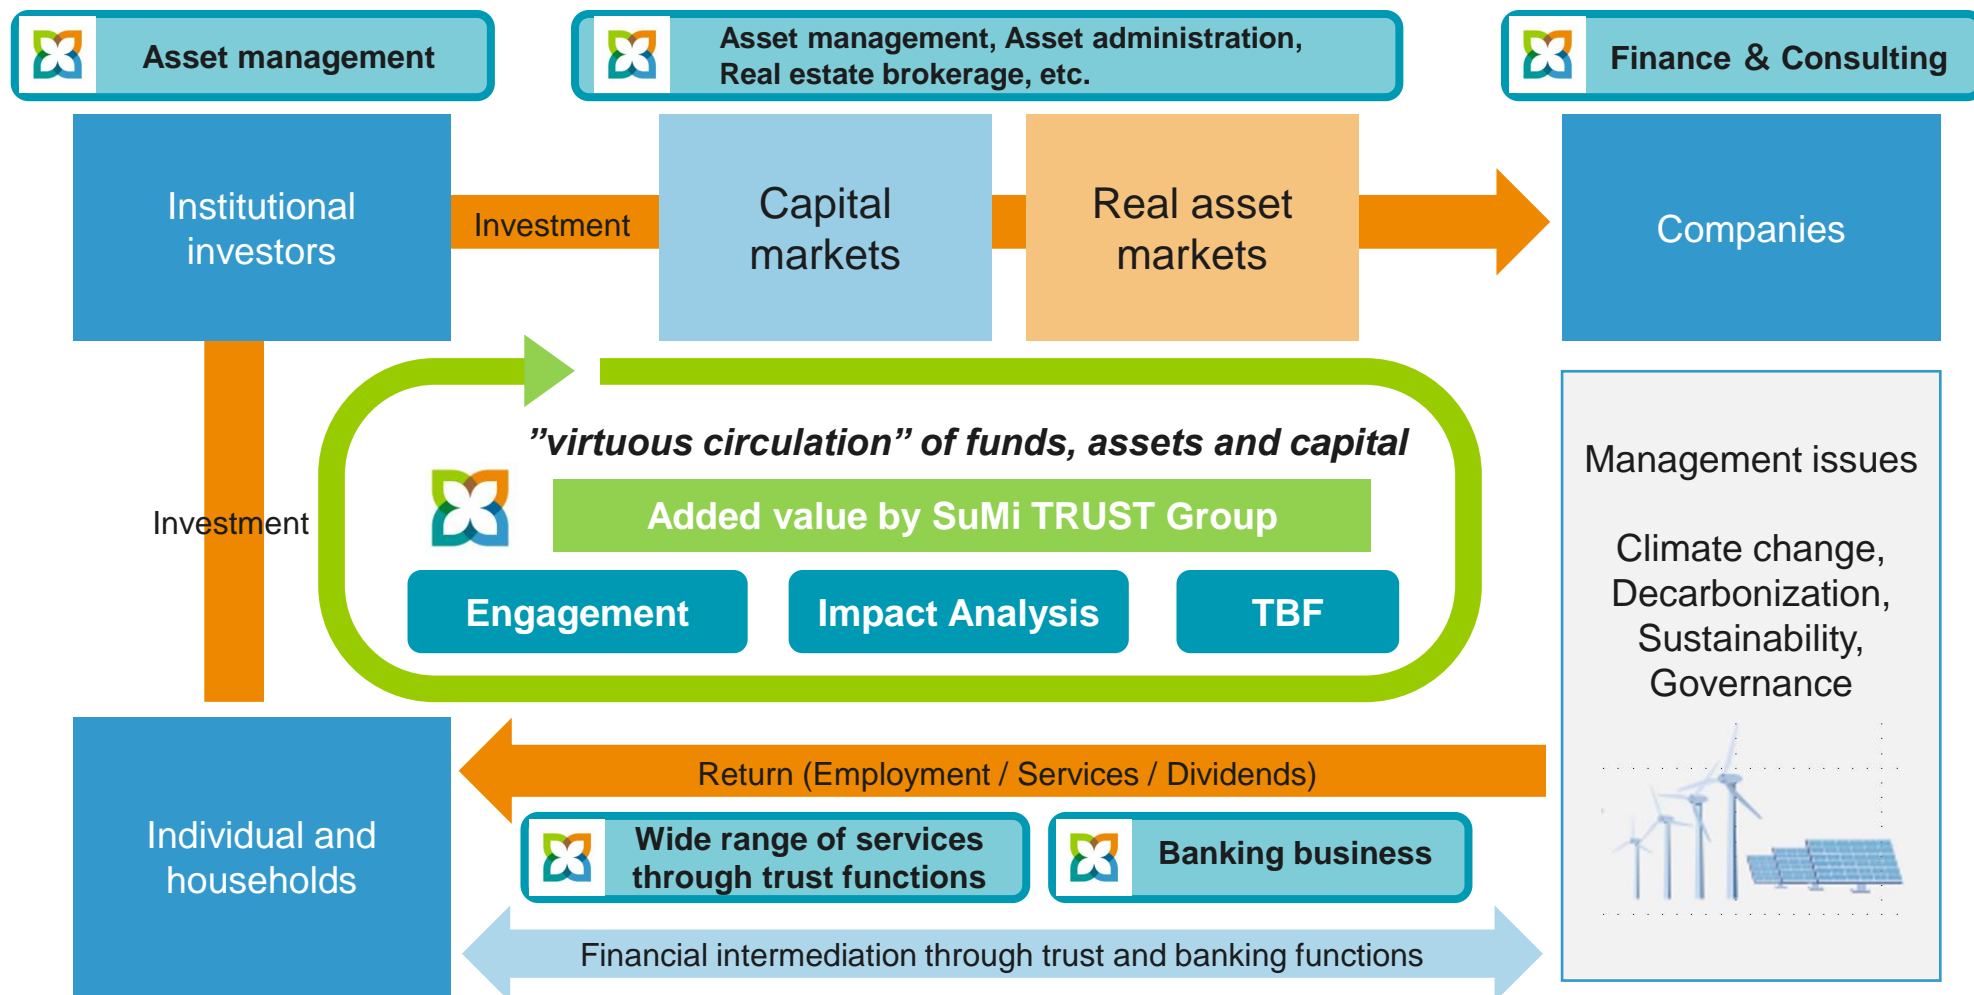 Asset management
Asset management, Asset administration,
Real estate brokerage, etc.
Finance & Consulting
Institutional
investors
Investment
Capital
markets
Real asset
markets
Companies
”virtuous circulation” of funds, assets and capital
Added value by SuMi TRUST Group
Engagement
Impact Analysis
TBF
Investment
Management issues
Climate change,
Decarbonization,
Sustainability,
Governance
Return (Employment / Services / Dividends)
Individual and
households
Wide range of services
through trust functions
Banking business
Financial intermediation through trust and banking functions